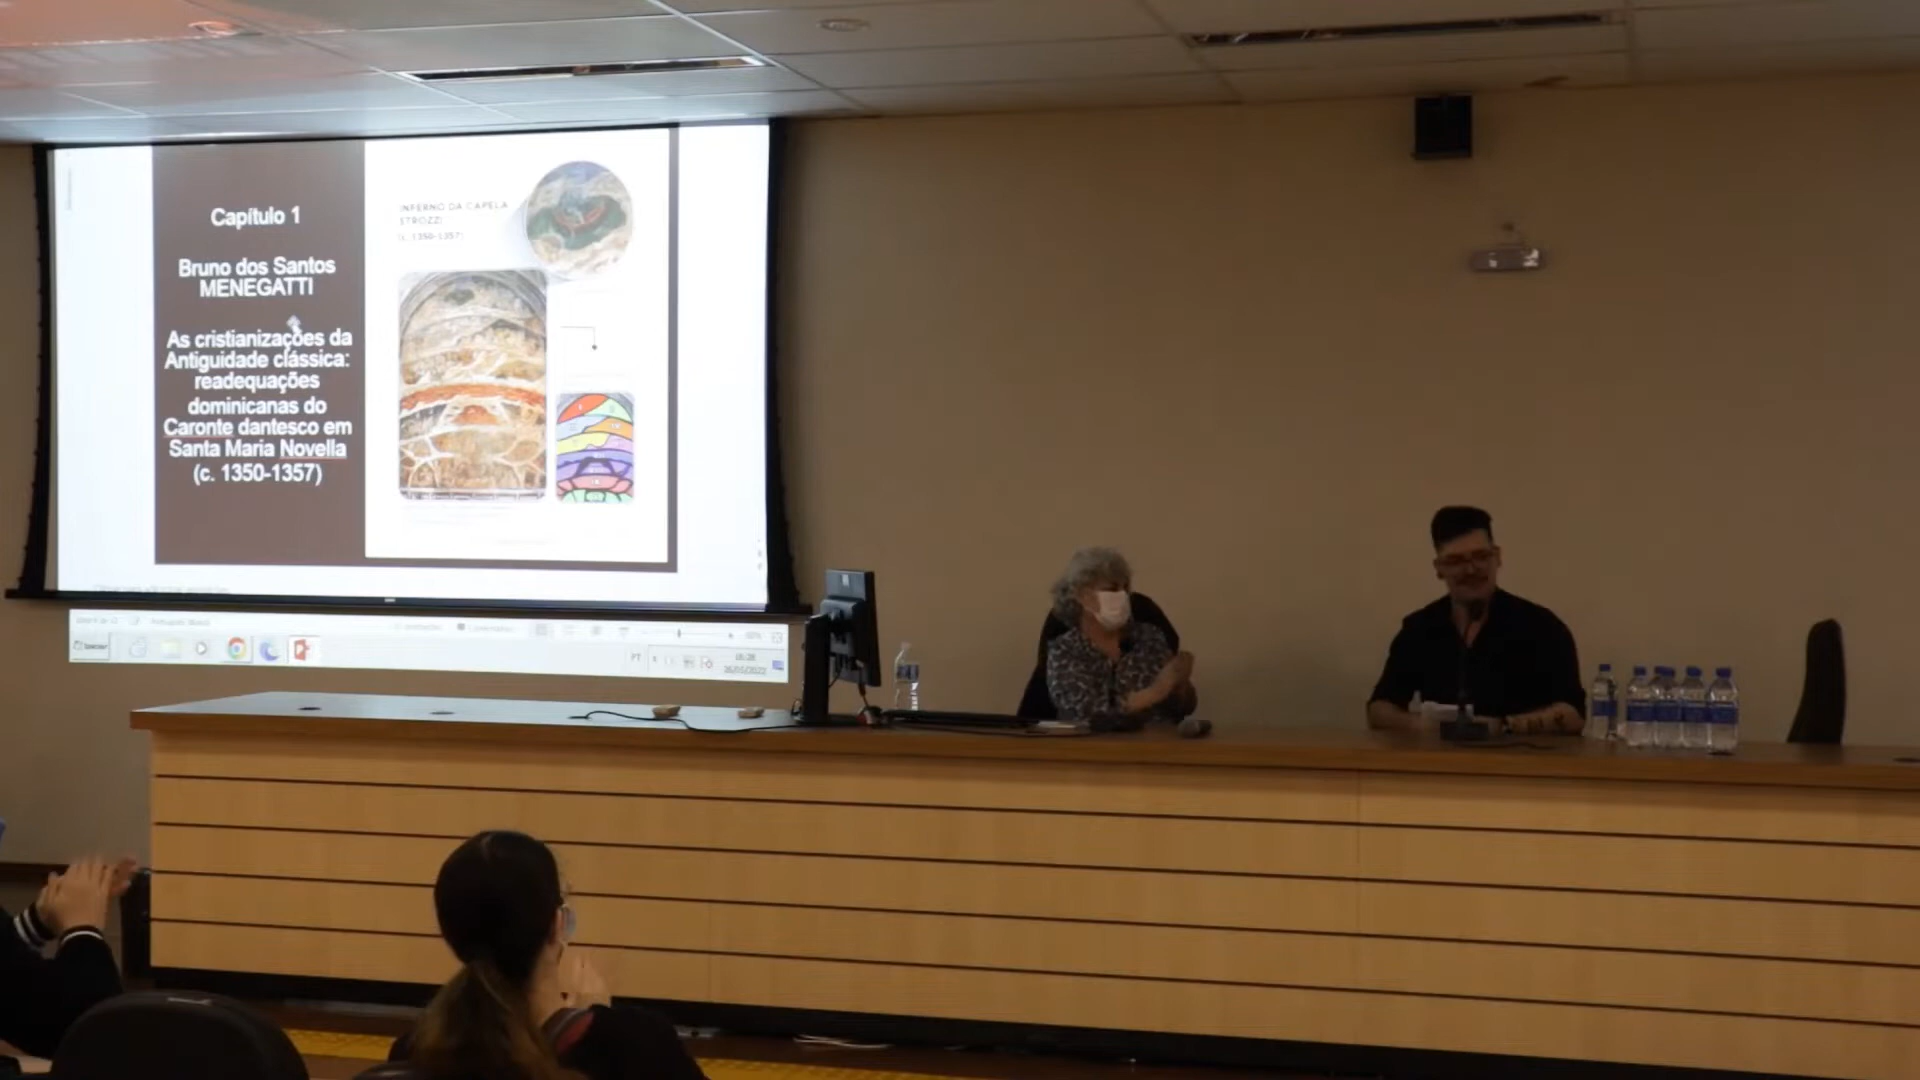 Capítulo 1
Bruno dos Santos
MENEGATTI
As cristianizações da
Antiguidade clássica:
readequações
dominicanas do
Caronte dantesco em
Santa Maria Novella
(c. 1350-1357)
INFERNO DA CAPELA
STROZZI
(c. 1350-1357)
PT